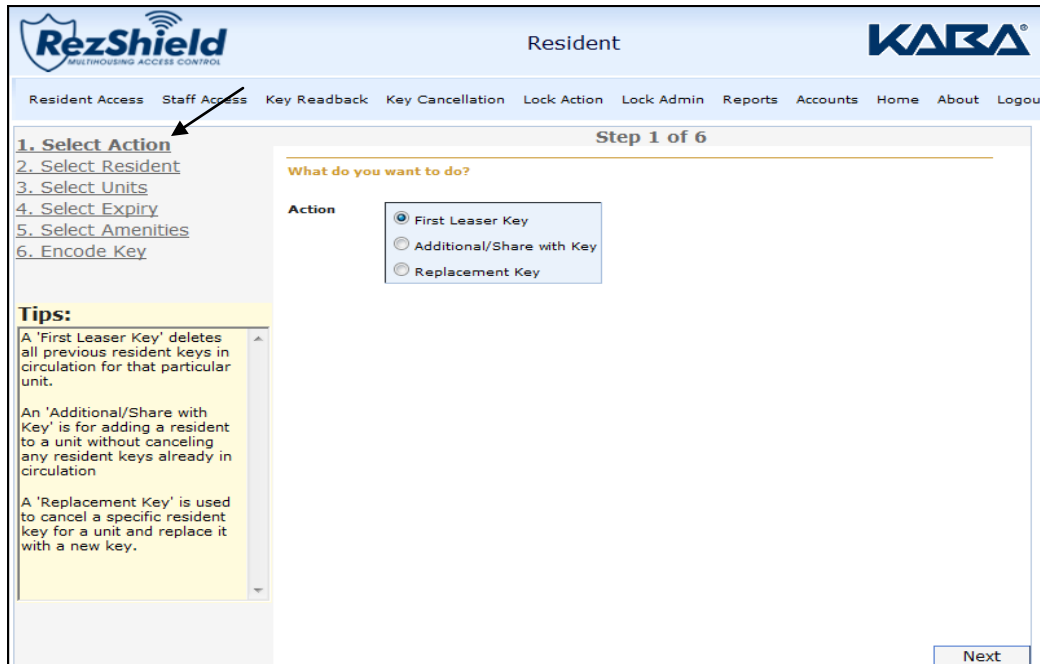 RezShield
MULTIHOUSING ACCESS CONTROL
Resident
KABA®
Resident Access Staff Access Key Readback Key Cancellation Lock Action Lock Admin Reports Accounts Home About Logou
1. Select Action
2. Select Resident
3. Select Units
4. Select Expiry
5. Select Amenities
6. Encode Key
Step 1 of 6
What do you want to do?
Action
First Leaser Key
Additional/Share with Key
Replacement Key
Tips:
A 'First Leaser Key' deletes
all previous resident keys in
circulation for that particular
unit.
An 'Additional/Share with
Key' is for adding a resident
to a unit without canceling
any resident keys already in
circulation
A 'Replacement Key' is used
to cancel a specific resident
key for a unit and replace it
with a new key.
Next